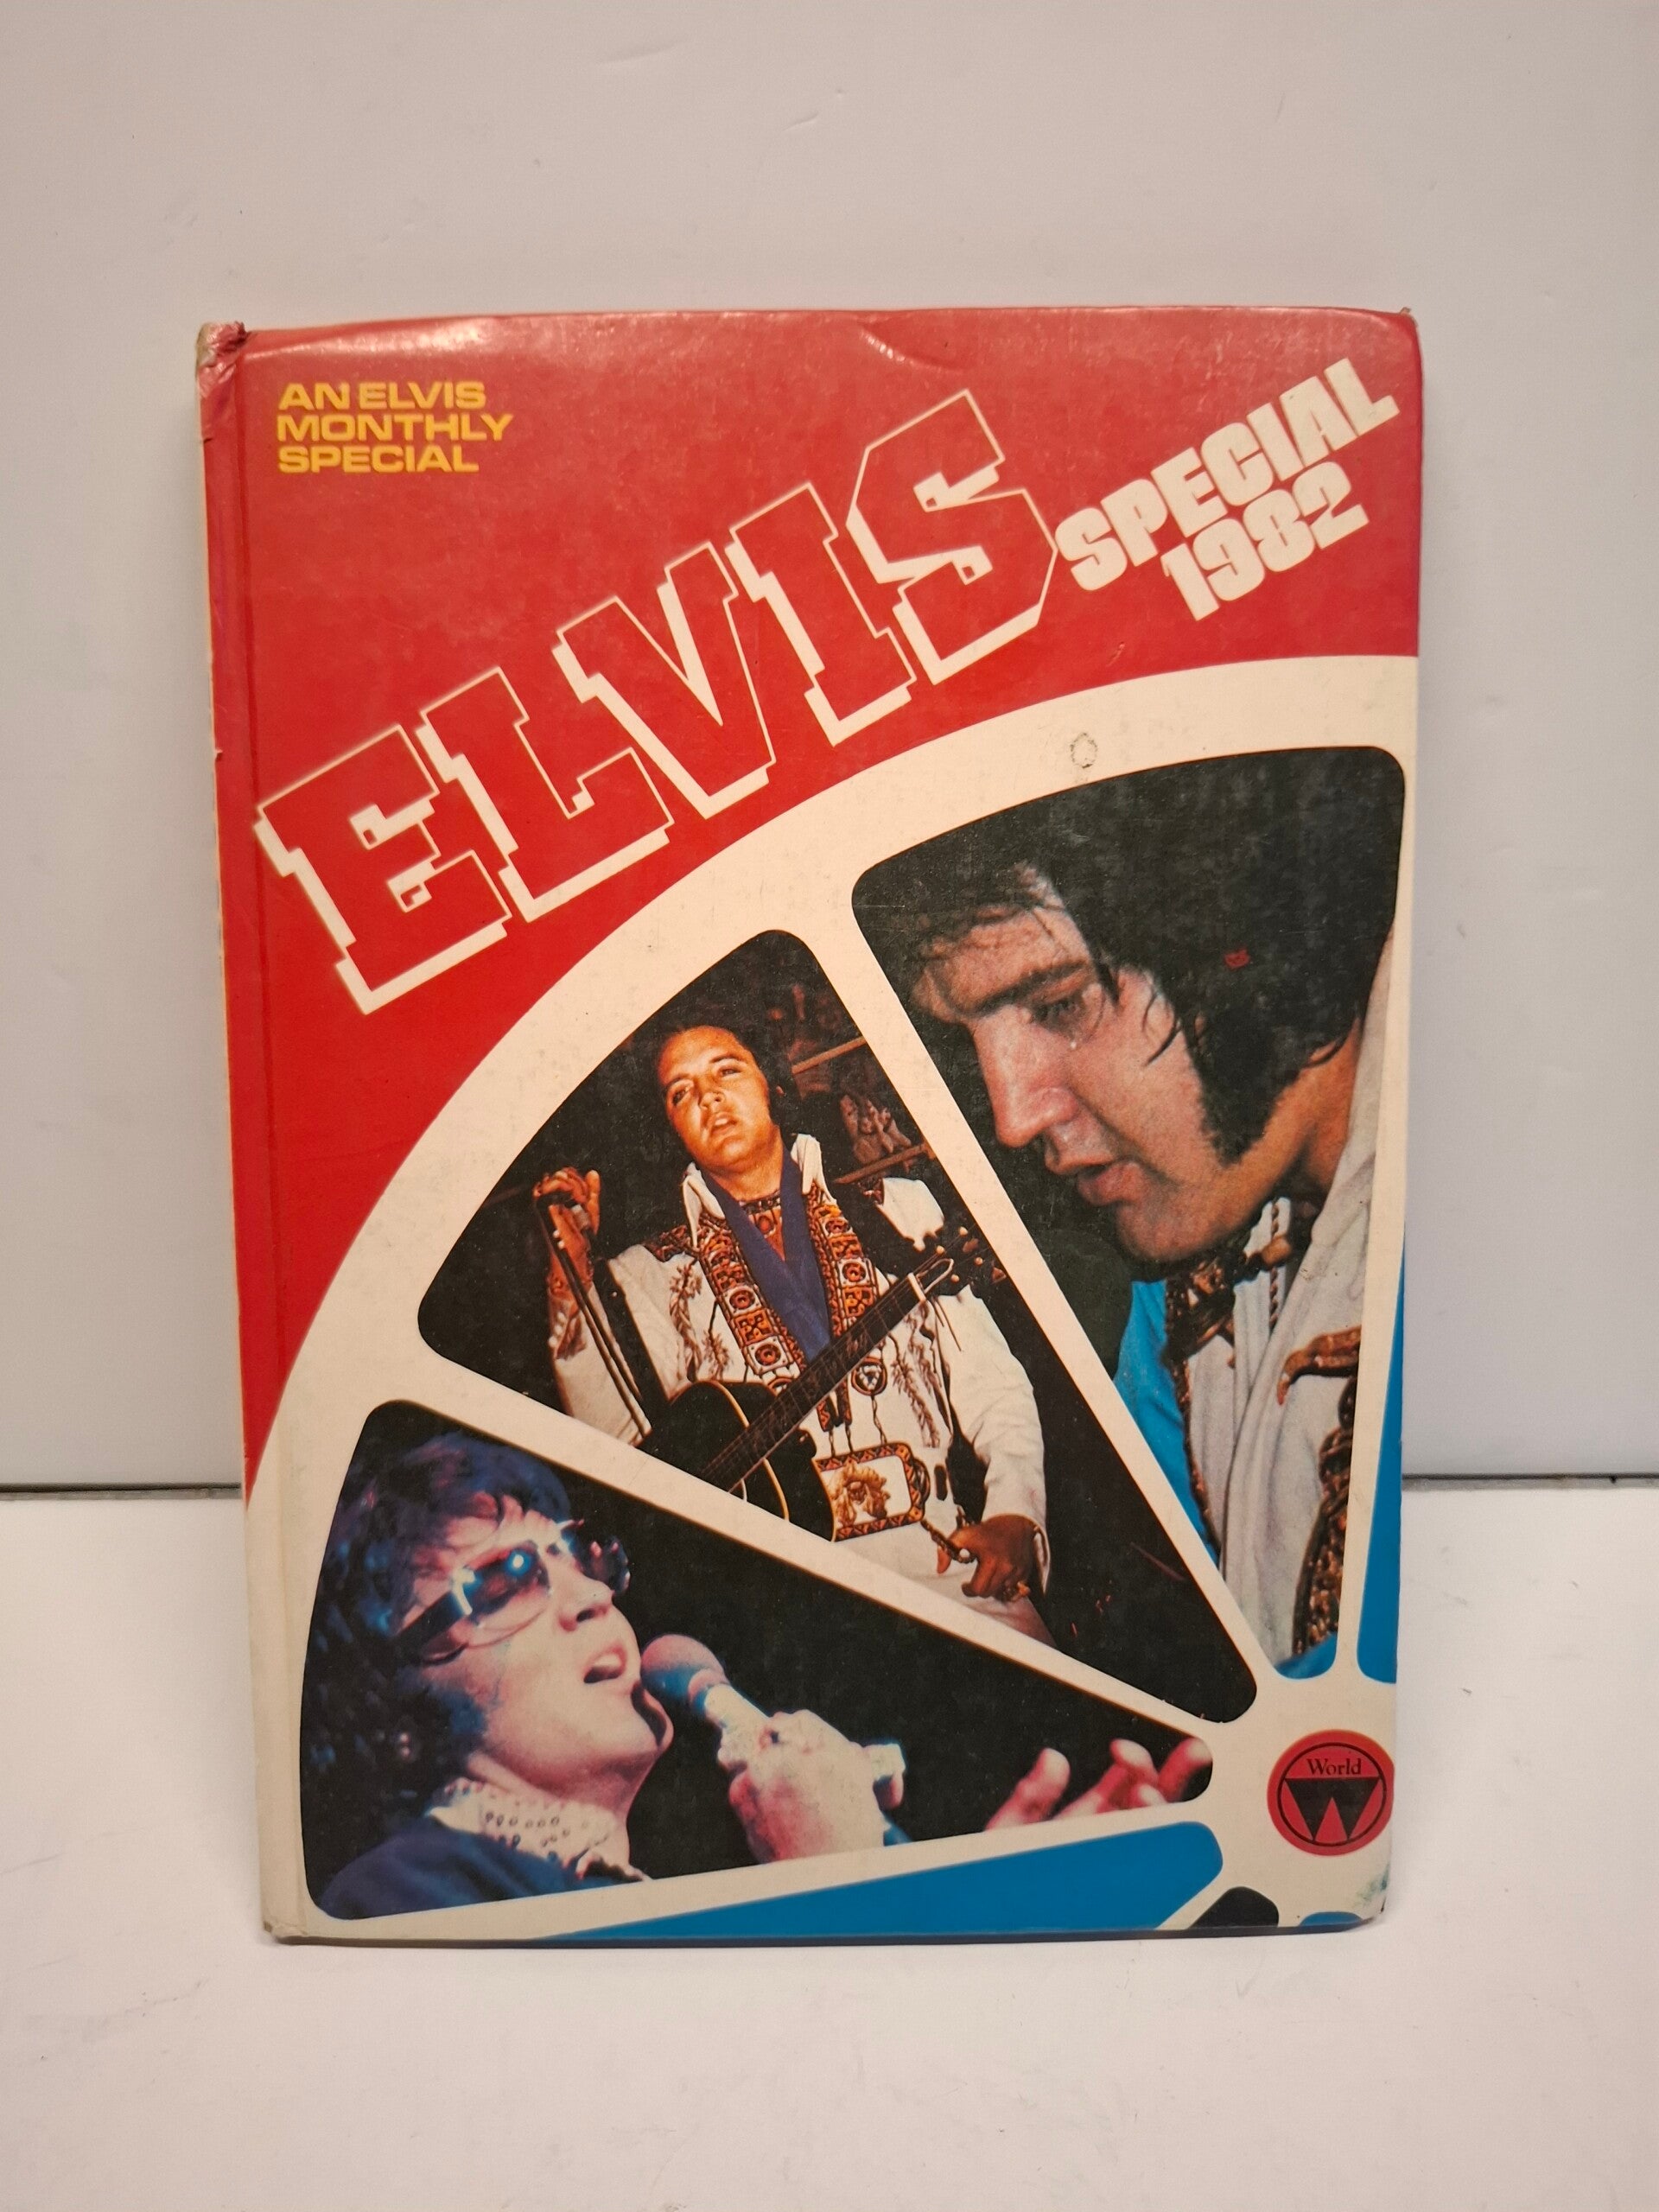 AN ELVIS
MONTHLY
SPECIAL
ELVIS
SPECIAL
1982
World